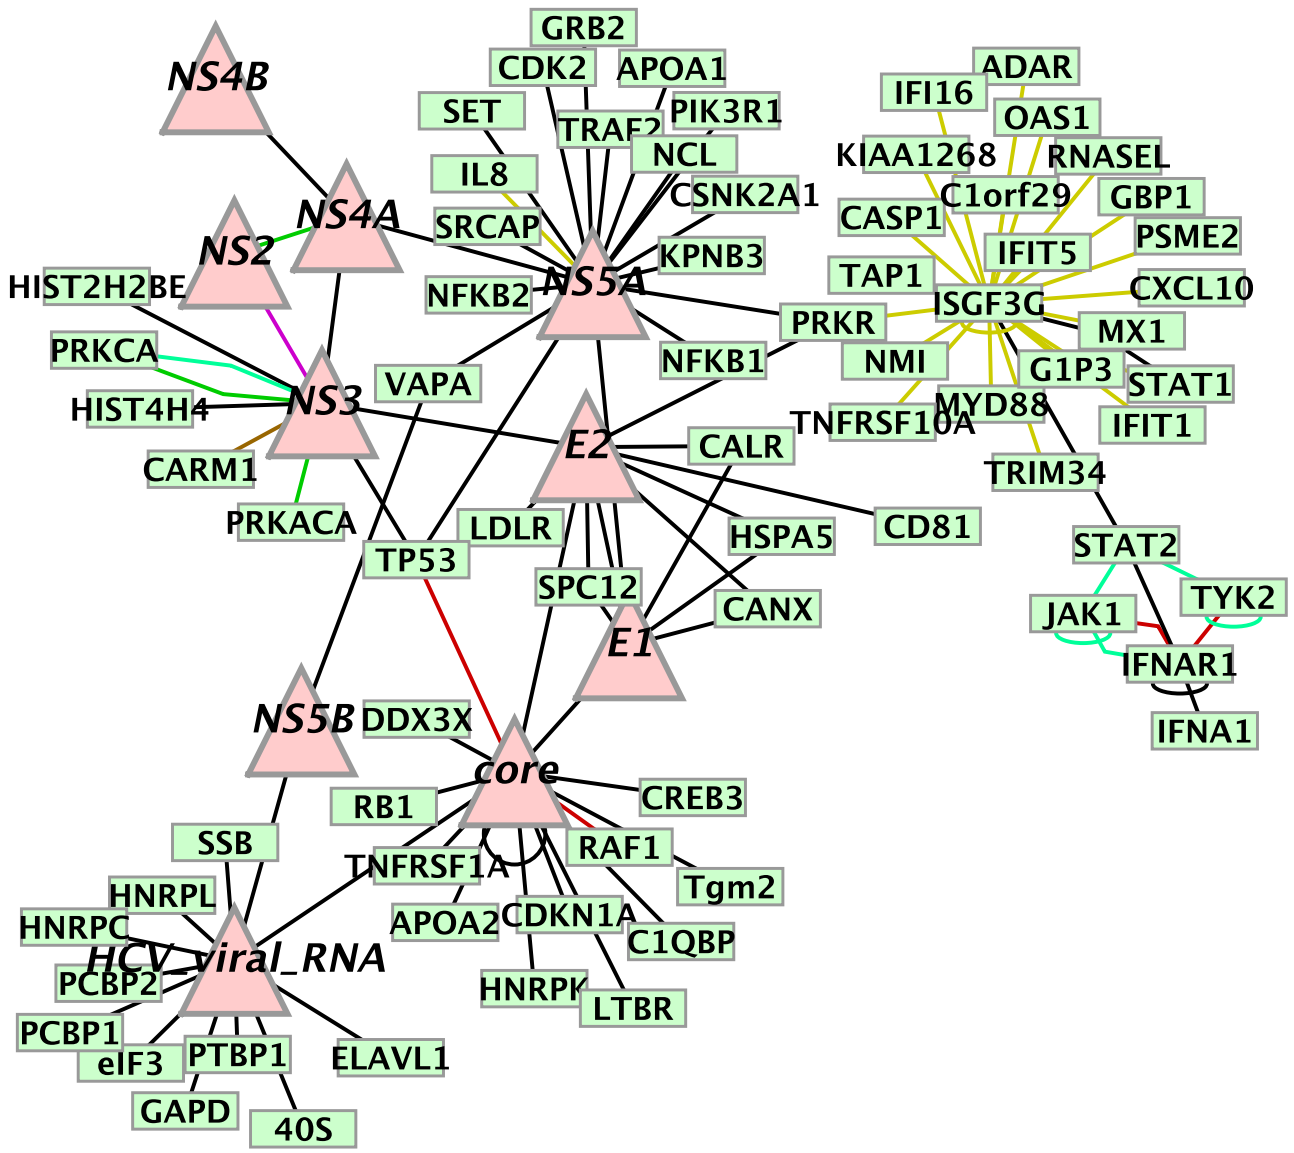 GRB2
NS4B
CDK2
APOA1
ADAR
IFI16
SET
PIK3R1
OAS1
TRAF2
NCL
KIAA1268
RNASEL
IL8
CSNK2A1
C1orf29
GBP1
NS4A
SRCAP
CASP1
PSME2
NS2
KPNB3
IFIT5
HIST2H2BE
NS5A
NFKB2
TAP1
ISGF3G
CXCL10
PRKR
MX1
PRKCA
NFKB1
NMI
G1P3
VAPA
STAT1
HIST4H4
NS3
MYD88
TNFRSF10A
IFIT1
E2
CALR
CARM1
TRIM34
PRKACA
LDLR
CD81
HSPA5
STAT2
TP53
SPC12
CANX
TYK2
JAK1
E1
IFNAR1
NS5B
DDX3X
IFNA1
core
RB1
CREB3
SSB
TNFRSF1A
RAF1
HNRPL
Tgm2
HNRPC
APOA2
CDKN1A
C1QBP
HCV_viral_RNA
PCBP2
HNRPK
LTBR
PCBP1
eIF3
PTBP1
ELAVL1
GAPD
40S